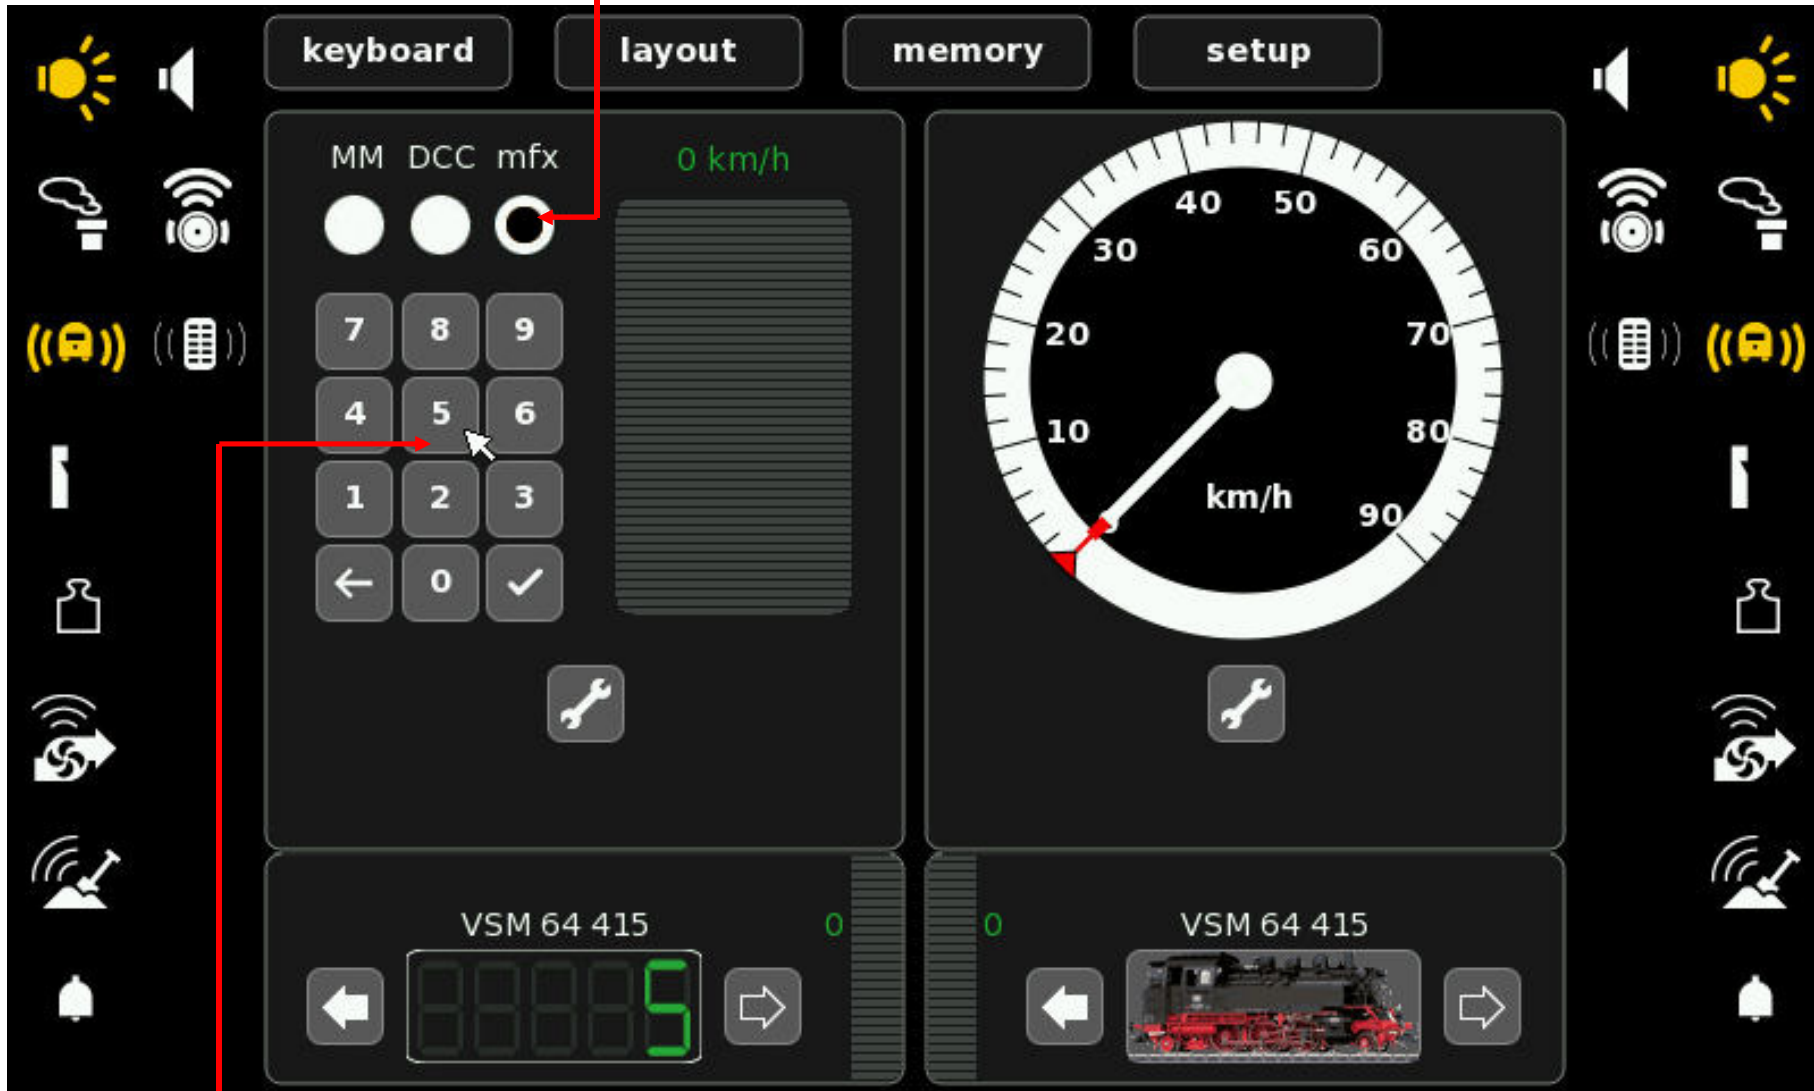 keyboard layout memory setup
MM DCC mfx
0 km/h
7 8 9
4 5 6
1 2 3
0
10 20 30 40 50 60 70 80 90
km/h
VSM 64 415 0
5
0 VSM 64 415